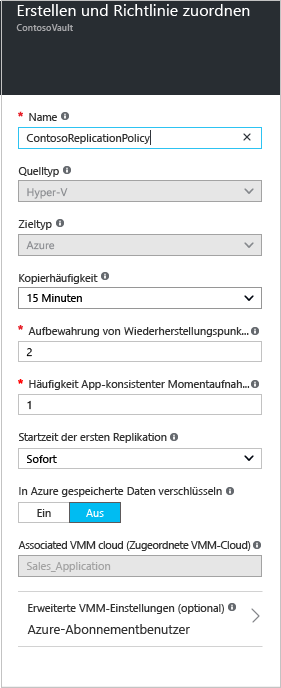 Erstellen und Richtlinie zuordnen
ContosoVault
* Name
ContosoReplicationPolicy
Quelltyp
Hyper-V
Zieltyp
Azure
Kopierhäufigkeit
15 Minuten
* Aufbewahrung von Wiederherstellungspunk...
2
* Häufigkeit App-konsistenter Momentaufnah...
1
Startzeit der ersten Replikation
Sofort
In Azure gespeicherte Daten verschlüsseln
Ein Aus
Associated VMM cloud (Zugeordnete VMM-Cloud)
Sales_Application
Erweiterte VMM-Einstellungen (optional)
Azure-Abonnementbenutzer